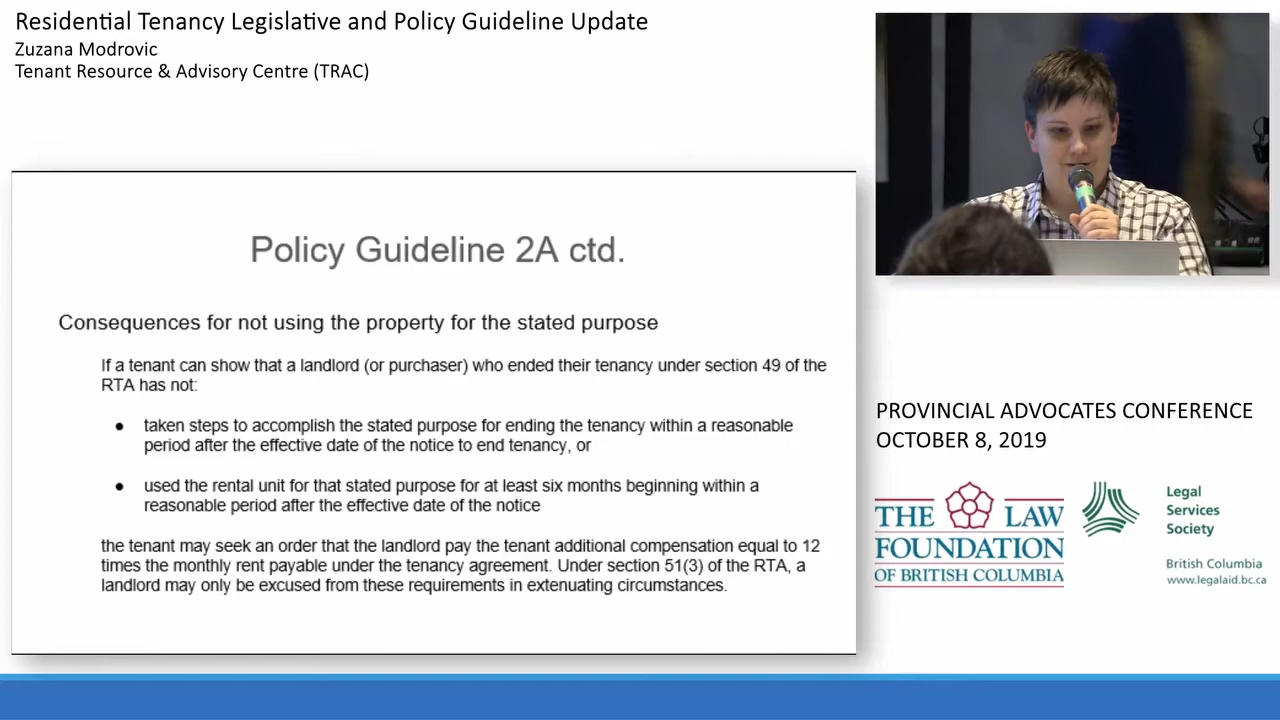 Residential Tenancy Legislative and Policy Guideline Update
Zuzana Modrovic
Tenant Resource & Advisory Centre (TRAC)
Policy Guideline 2A ctd.
Consequences for not using the property for the stated purpose
If a tenant can show that a landlord (or purchaser) who ended their tenancy under section 49 of the
RTA has not:
● taken steps to accomplish the stated purpose for ending the tenancy within a reasonable
period after the effective date of the notice to end tenancy, or
● used the rental unit for that stated purpose for at least six months beginning within a
reasonable period after the effective date of the notice
the tenant may seek an order that the landlord pay the tenant additional compensation equal to 12
times the monthly rent payable under the tenancy agreement. Under section 51(3) of the RTA, a
landlord may only be excused from these requirements in extenuating circumstances.
PROVINCIAL ADVOCATES CONFERENCE
OCTOBER 8, 2019
THE LAW
FOUNDATION
OF BRITISH COLUMBIA
Legal
Services
Society
British Columbia
www.legalaid.bc.ca